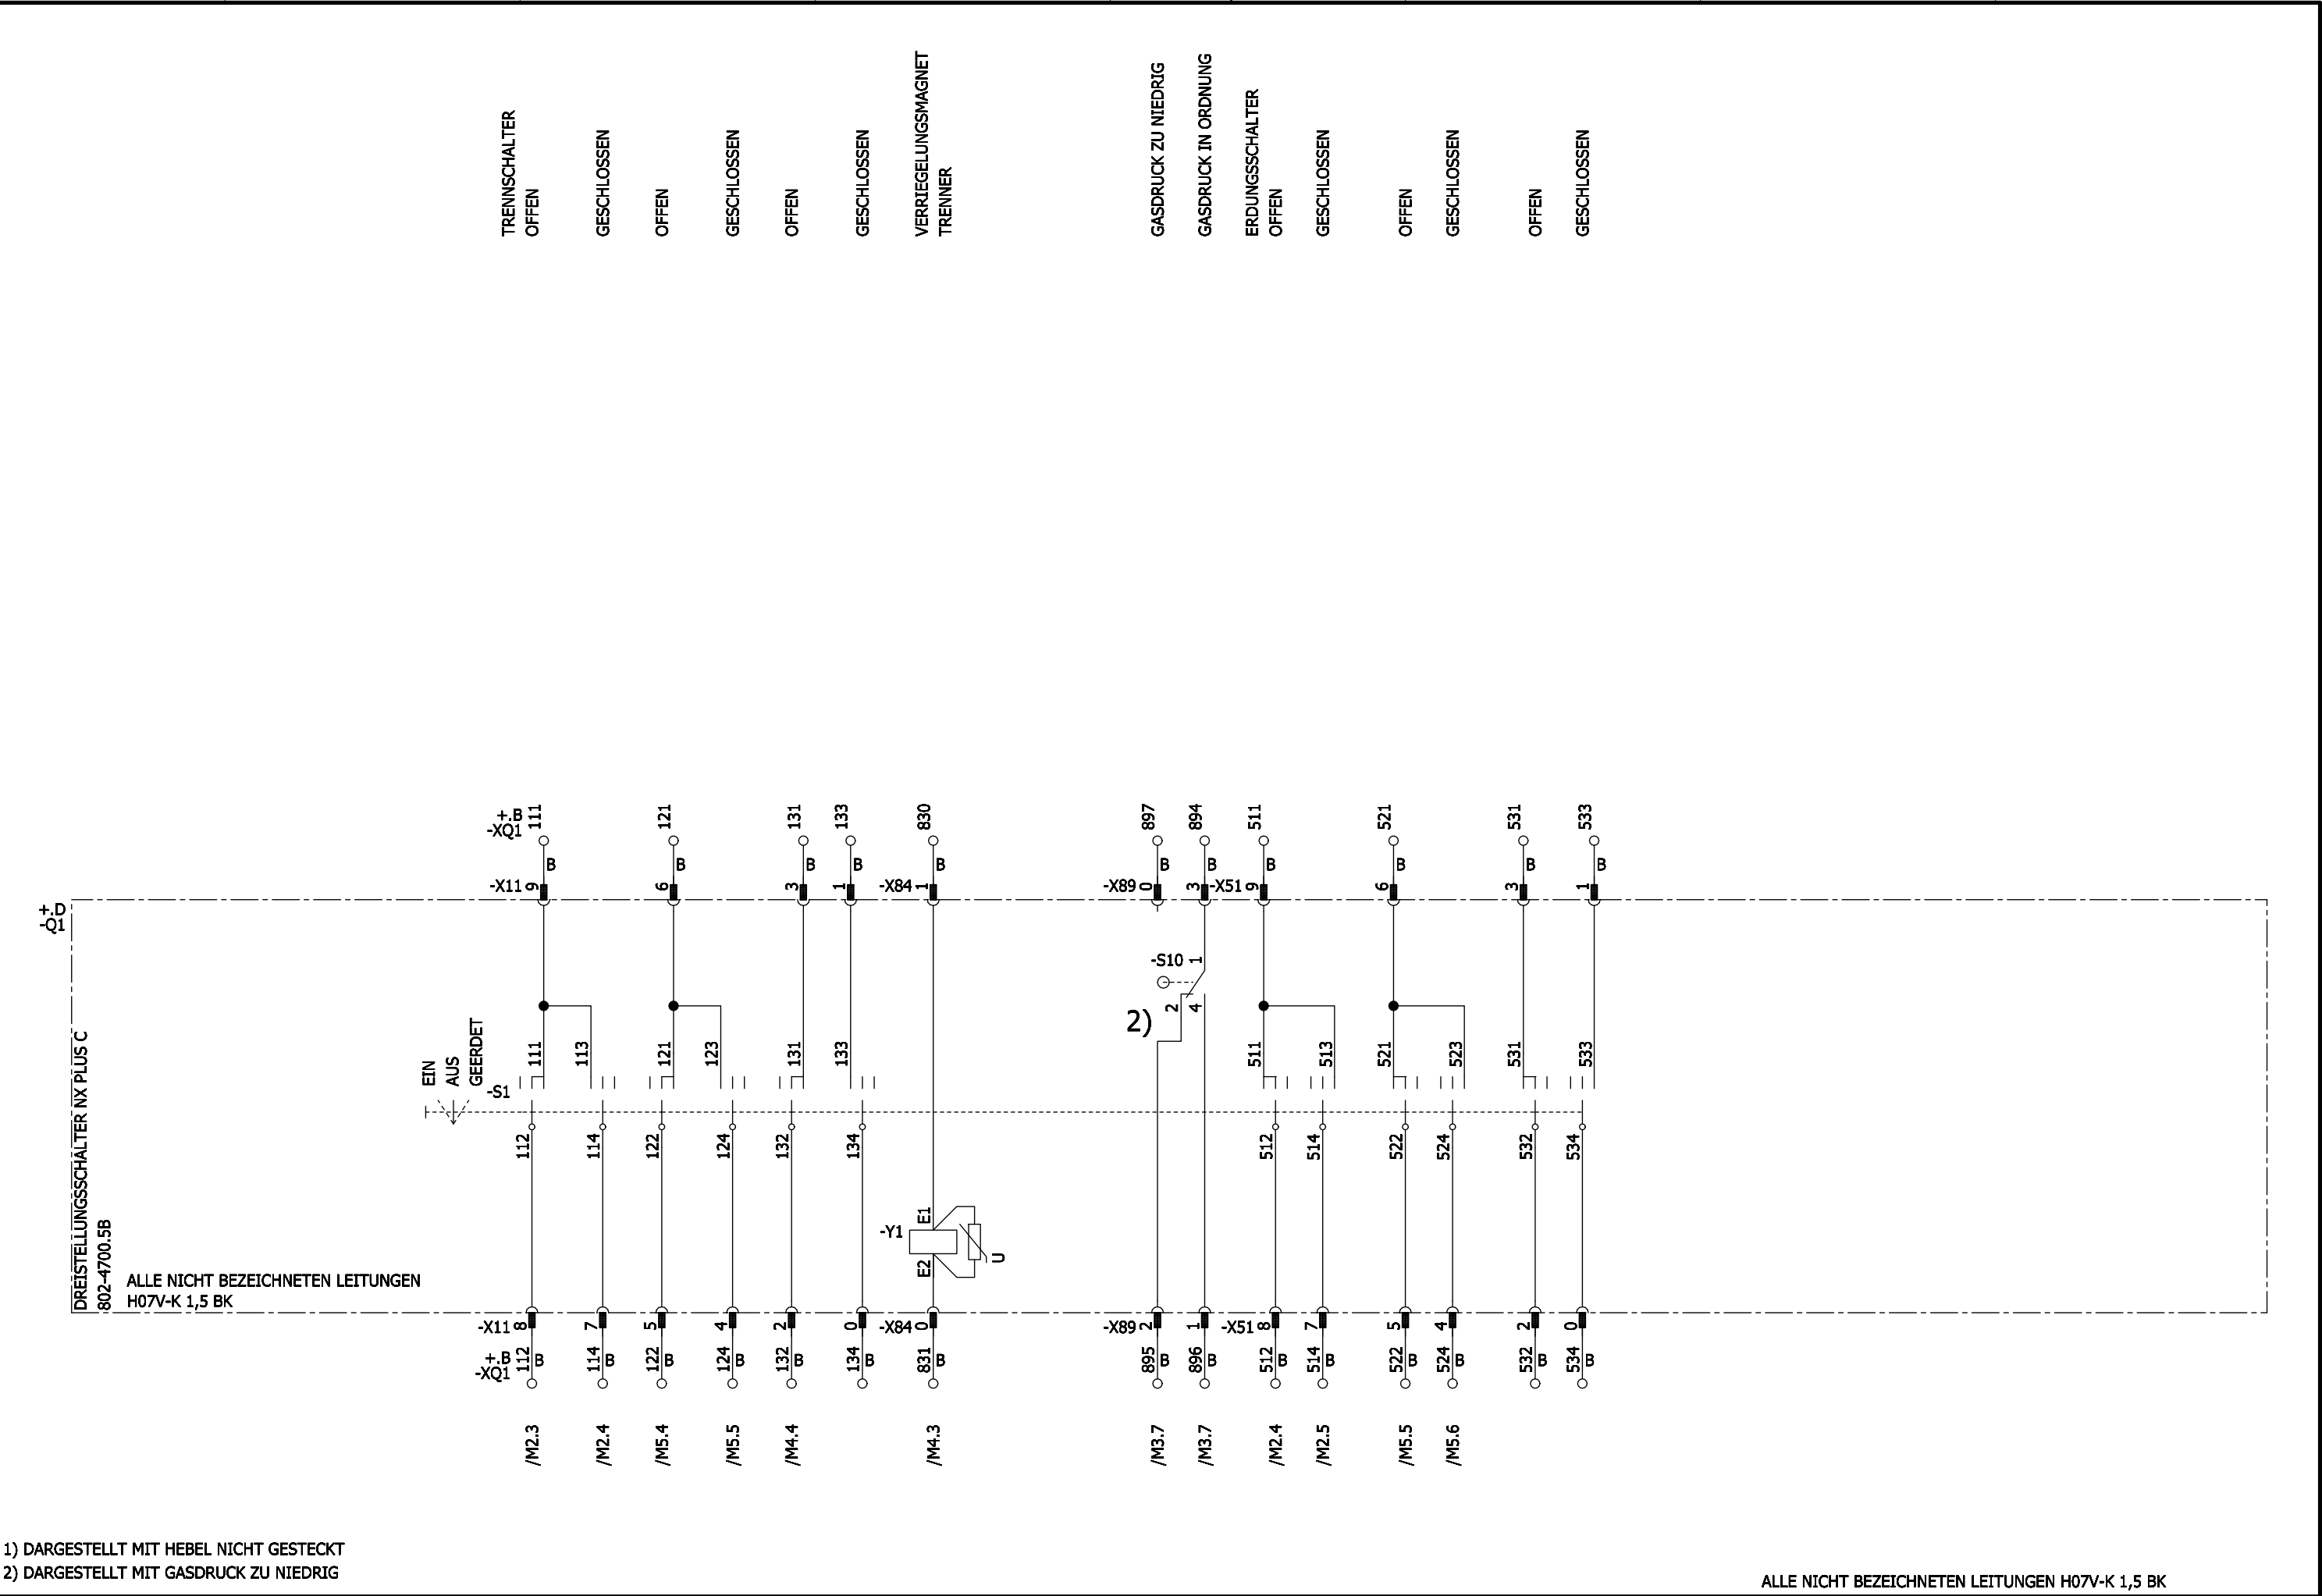 TRENNSCHALTER
OFFEN
GESCHLOSSEN
OFFEN
GESCHLOSSEN
OFFEN
GESCHLOSSEN
VERRIEGELUNGSMAGNET
TRENNER
GASDRUCK ZU NIEDRIG
GASDRUCK IN ORDNUNG
ERDUNGSSCHALTER
OFFEN
GESCHLOSSEN
OFFEN
GESCHLOSSEN
OFFEN
GESCHLOSSEN
+.B
-XQ1
111
121
131
133
830
897
894
511
521
531
533
B
B
B
B
B
B
B
B
B
B
-X11
9
6
3
1
-X84
1
-X89
0
3
-X51
9
6
3
1
+.D
-Q1
-S10
1
2
4
2)
EIN
AUS
GEERDET
-S1
111
113
121
123
131
133
511
513
521
523
531
533
112
114
122
124
132
134
512
514
522
524
532
534
-Y1
E1
E2
U
DREISTELLUNGSSCHALTER NX PLUS C
802-4700.5B
ALLE NICHT BEZEICHNETEN LEITUNGEN
H07V-K 1,5 BK
-X11
8
7
5
4
2
0
-X84
0
-X89
2
1
-X51
8
7
5
4
2
0
+.B
-XQ1
112
B
114
B
122
B
124
B
132
B
134
B
831
B
895
B
896
B
512
B
514
B
522
B
524
B
532
B
534
B
/M2.3
/M2.4
/M5.4
/M5.5
/M4.4
/M4.3
/M3.7
/M3.7
/M2.4
/M2.5
/M5.5
/M5.6
1) DARGESTELLT MIT HEBEL NICHT GESTECKT
2) DARGESTELLT MIT GASDRUCK ZU NIEDRIG
ALLE NICHT BEZEICHNETEN LEITUNGEN H07V-K 1,5 BK